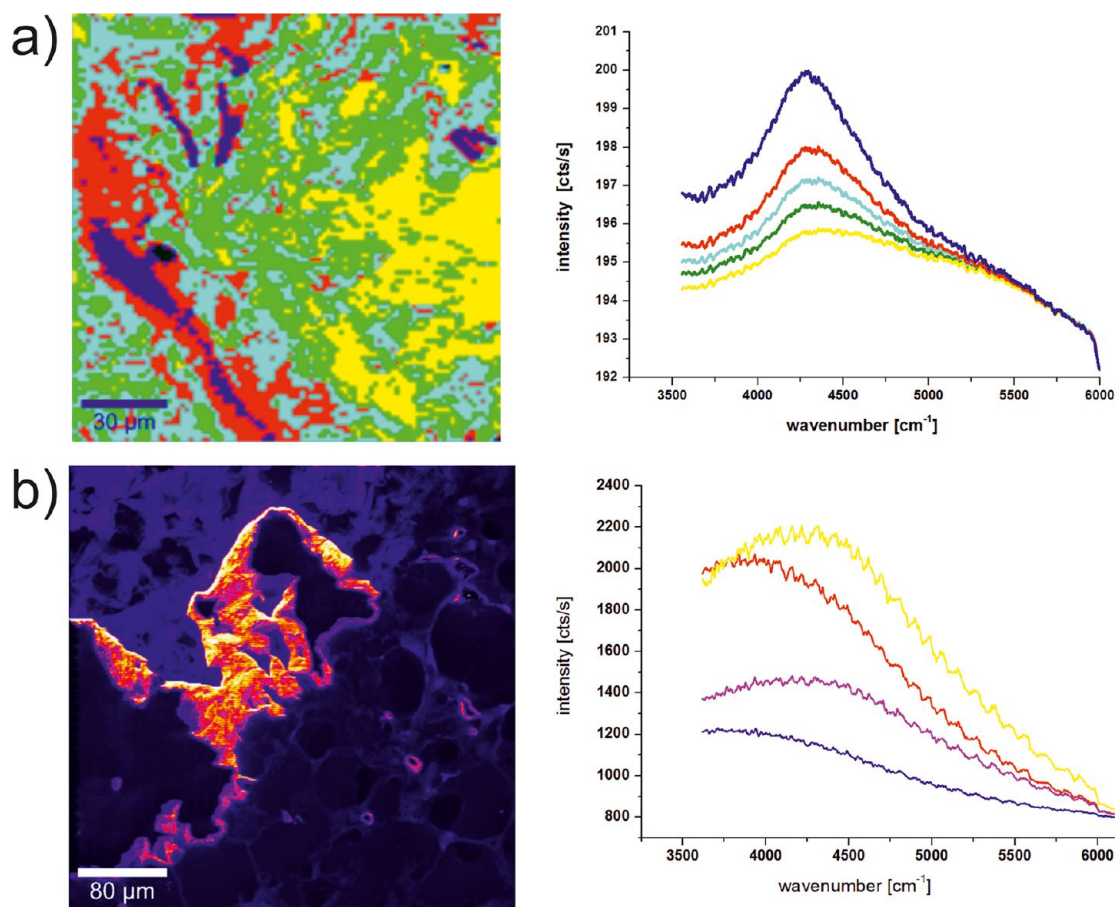 a)
30 µm
201
200
199
198
197
196
195
194
193
192
intensity [cts/s]
3500 4000 4500 5000 5500 6000
wavenumber [cm-1]
b)
80 µm
2400
2200
2000
1800
1600
1400
1200
1000
800
intensity [cts/s]
3500 4000 4500 5000 5500 6000
wavenumber [cm-1]